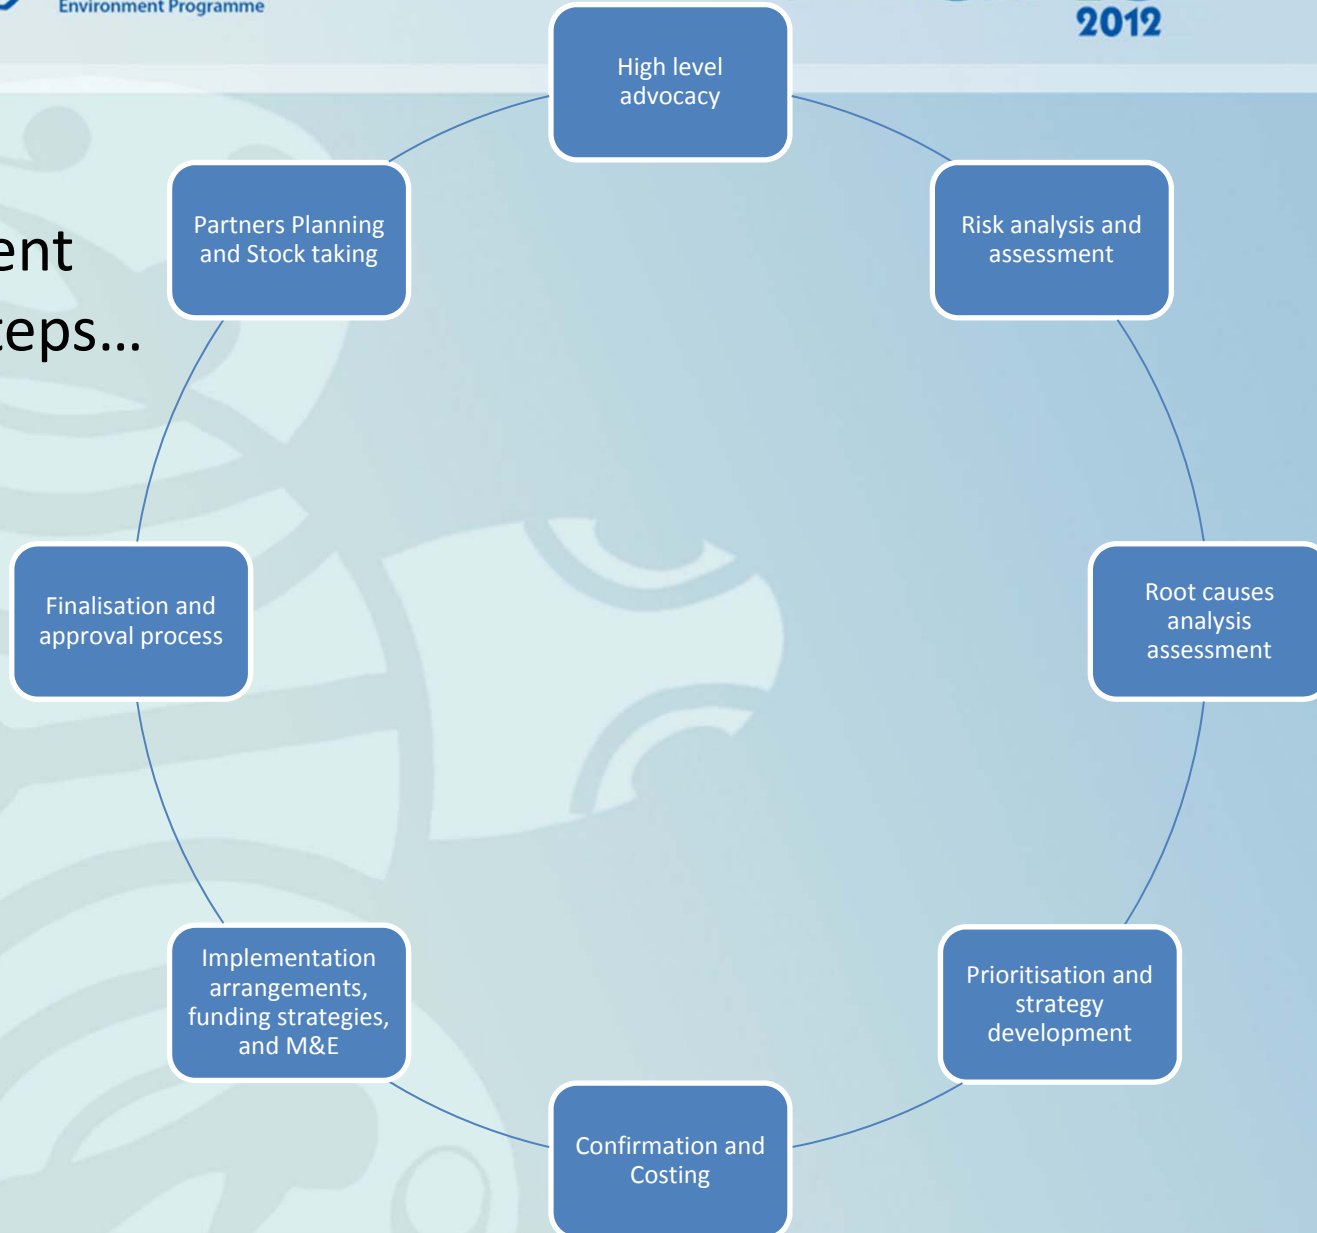 Environment Programme
2012
High level
advocacy
Partners Planning
and Stock taking
Risk analysis and
assessment
ent
teps…
Finalisation and
approval process
Root causes
analysis
assessment
Implementation
arrangements,
funding strategies,
and M&E
Prioritisation and
strategy
development
Confirmation and
Costing